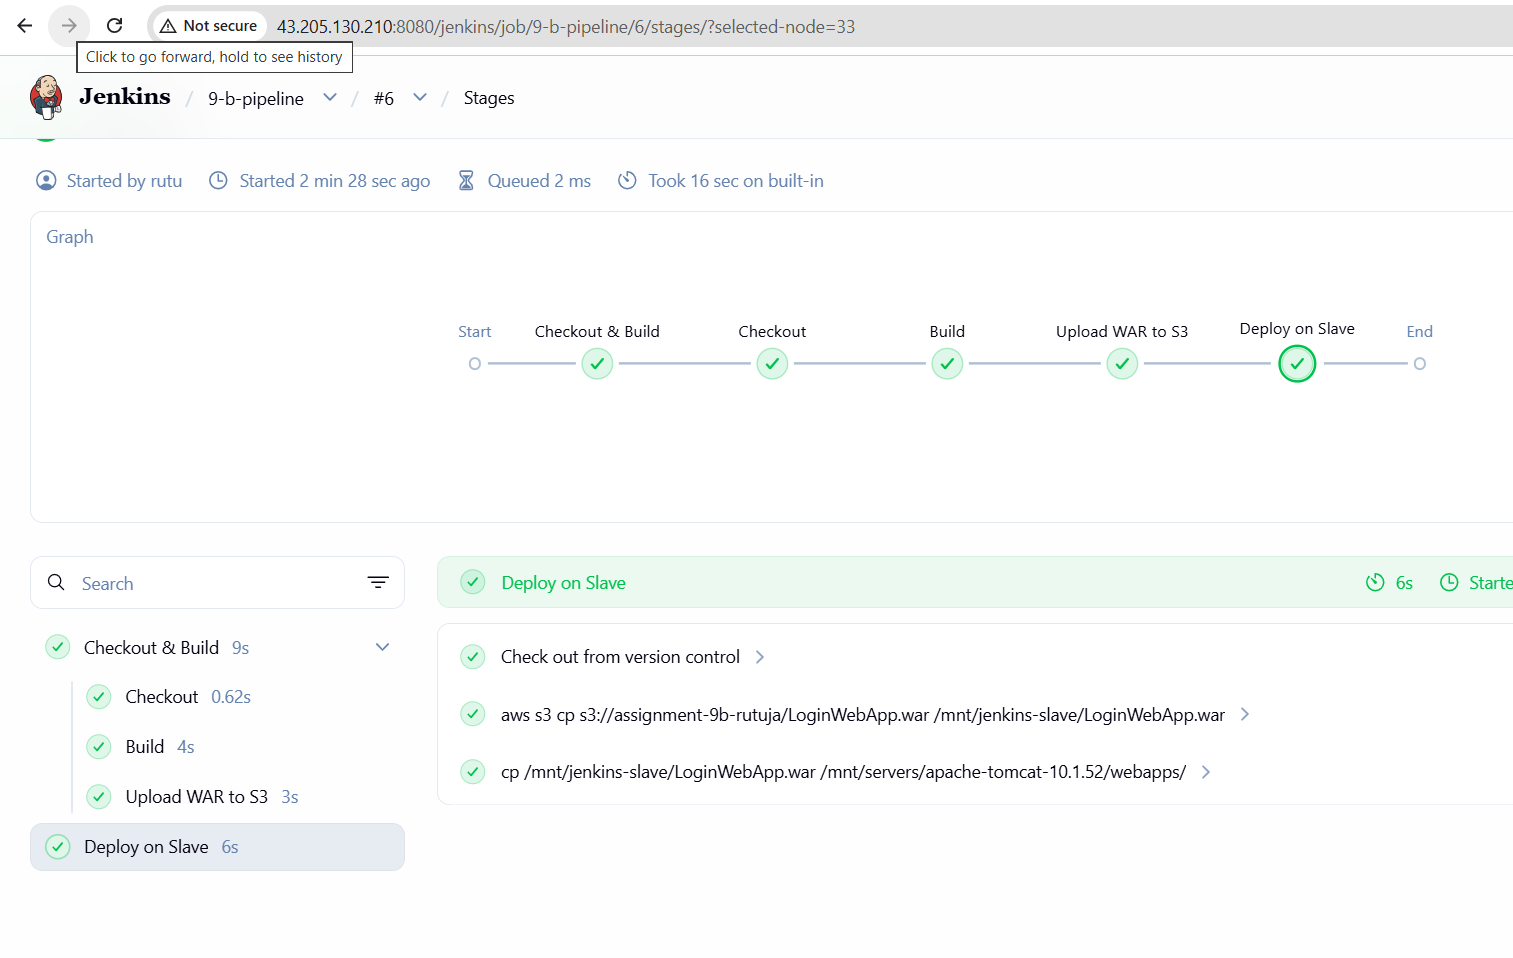 Not secure 43.205.130.210:8080/jenkins/job/9-b-pipeline/6/stages/?selected-node=33
Click to go forward, hold to see history
Jenkins / 9-b-pipeline / #6 / Stages
Started by rutu Started 2 min 28 sec ago Queued 2 ms Took 16 sec on built-in
Graph
Start Checkout & Build Checkout Build Upload WAR to S3 Deploy on Slave End
Search
Checkout & Build 9s
Checkout 0.62s
Build 4s
Upload WAR to S3 3s
Deploy on Slave 6s
Deploy on Slave 6s Starte
Check out from version control
aws s3 cp s3://assignment-9b-rutuja/LoginWebApp.war /mnt/jenkins-slave/LoginWebApp.war
cp /mnt/jenkins-slave/LoginWebApp.war /mnt/servers/apache-tomcat-10.1.52/webapps/